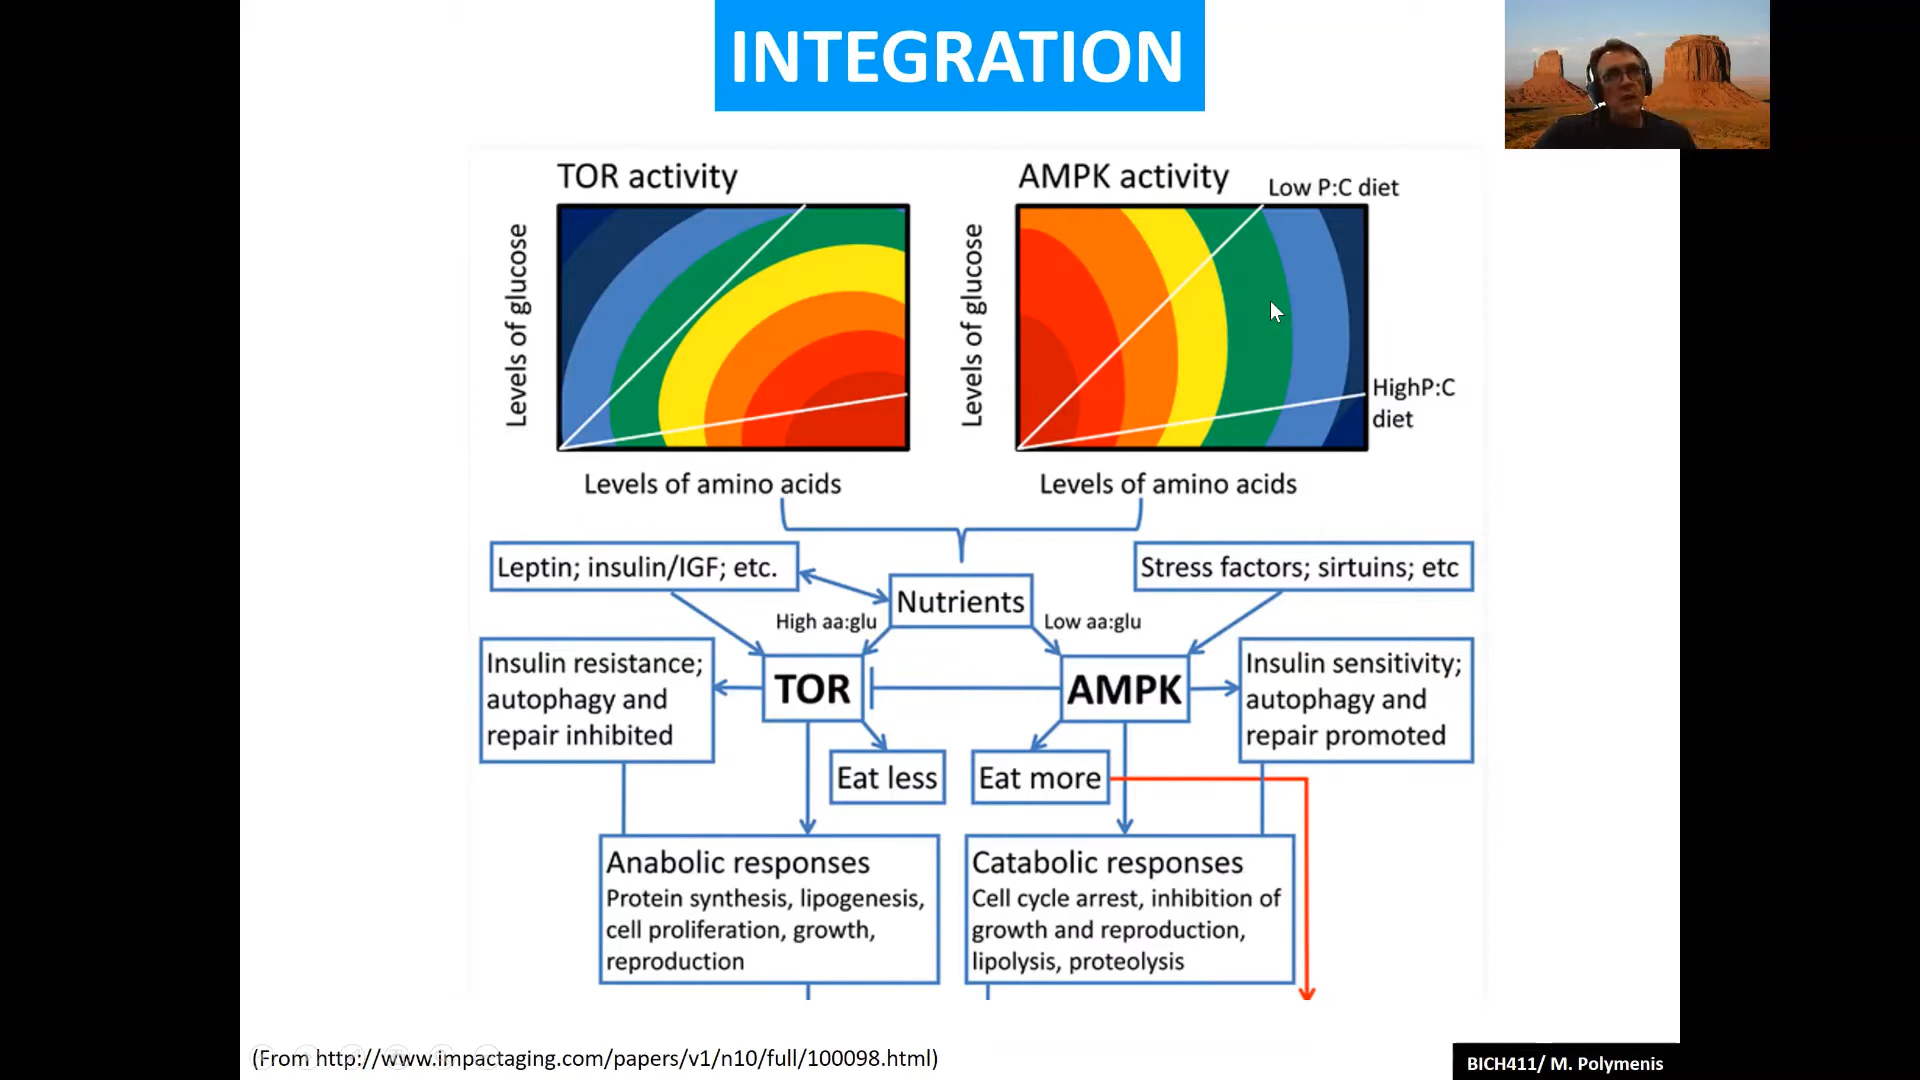 INTEGRATION
TOR activity
AMPK activity
Low P:C diet
Levels of glucose
Levels of glucose
HighP:C
diet
Levels of amino acids
Levels of amino acids
Leptin; insulin/IGF; etc.
Stress factors; sirtuins; etc
Nutrients
High aa:glu
Low aa:glu
Insulin resistance;
autophagy and
repair inhibited
TOR
AMPK
Insulin sensitivity;
autophagy and
repair promoted
Eat less
Eat more
Anabolic responses
Protein synthesis, lipogenesis,
cell proliferation, growth,
reproduction
Catabolic responses
Cell cycle arrest, inhibition of
growth and reproduction,
lipolysis, proteolysis
(From http://www.impactaging.com/papers/v1/n10/full/100098.html)
BICH411/ M. Polymenis